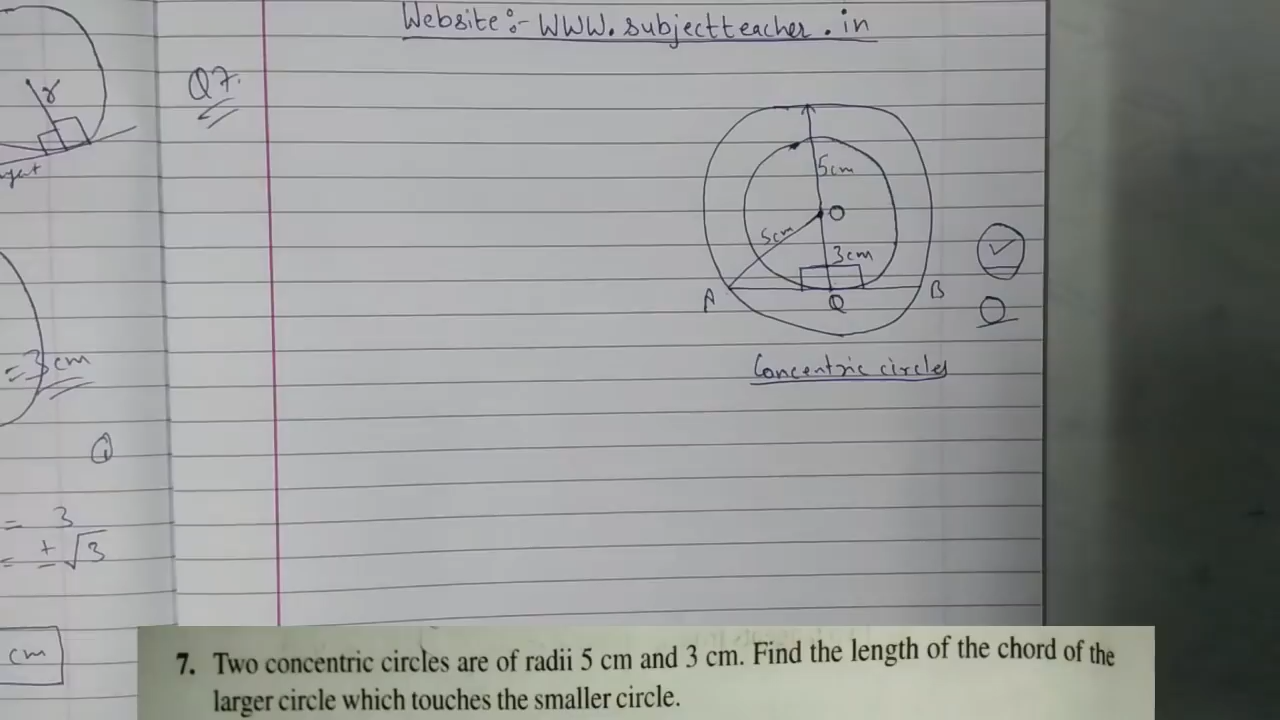 Website:- WWW.subjectteacher.in
Q7.
r
5cm
O
5cm
3cm
A
Q
B
O
Concentric circles
= 3 cm
Q
= 3
= ± √3
cm
7. Two concentric circles are of radii 5 cm and 3 cm. Find the length of the chord of the
larger circle which touches the smaller circle.